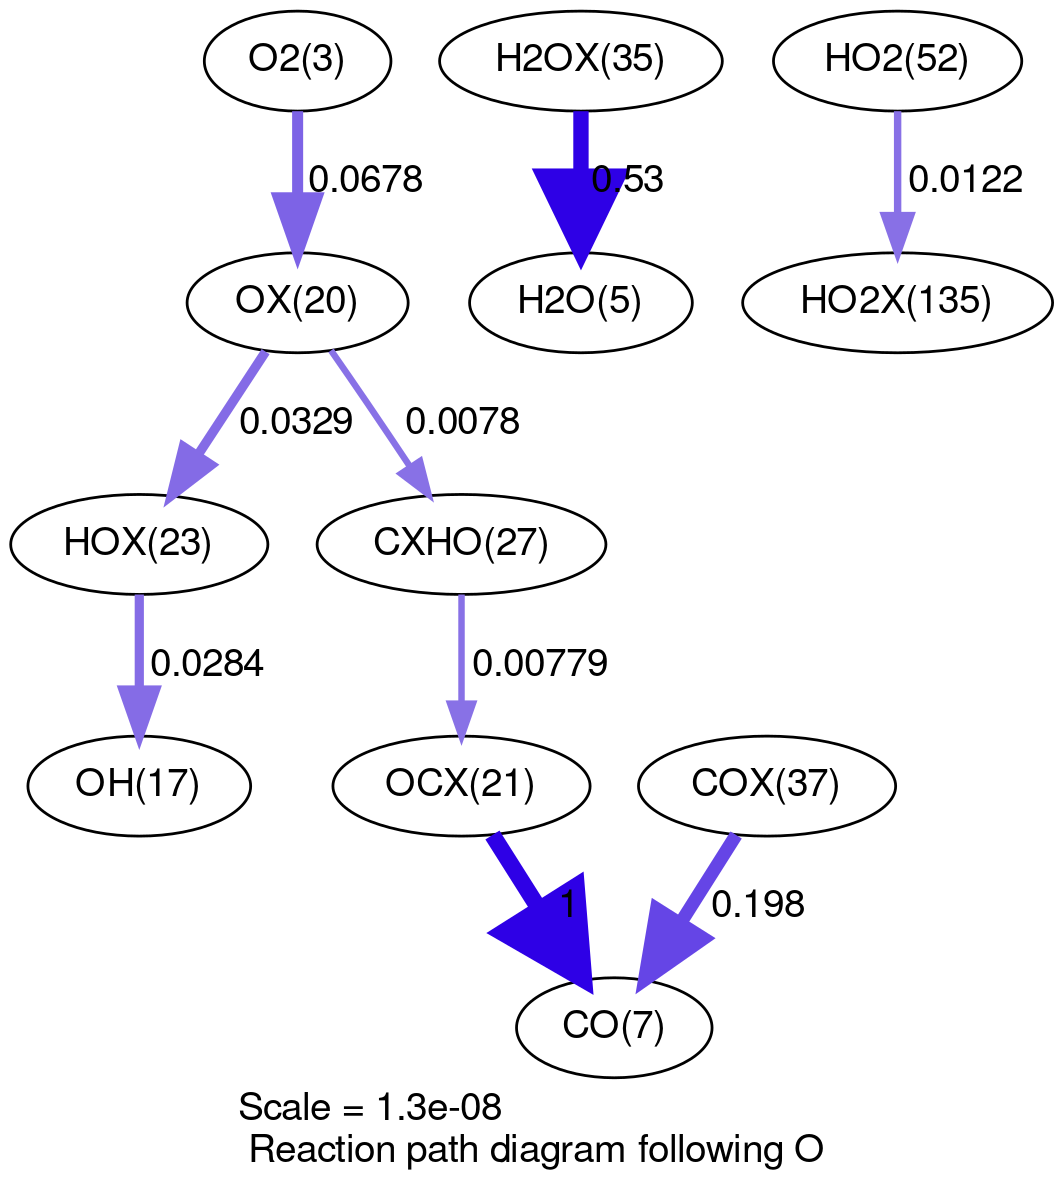 O2(3)
H2OX(35)
HO2(52)
0.0678
0.53
0.0122
OX(20)
H2O(5)
HO2X(135)
0.0329
0.0078
HOX(23)
CXHO(27)
0.0284
0.00779
OH(17)
OCX(21)
COX(37)
1
0.198
CO(7)
Scale = 1.3e-08
Reaction path diagram following O